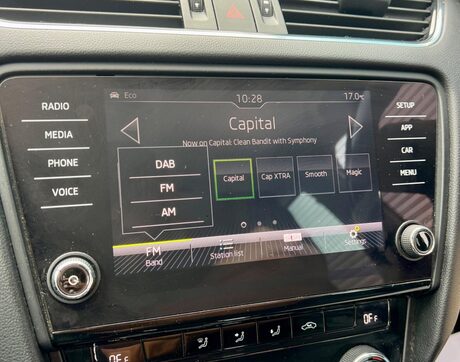 RADIO
MEDIA
PHONE
VOICE
Eco
10:28
17.0°C
Capital
Now on Capital: Clean Bandit with Symphony
DAB
FM
AM
Capital
Cap XTRA
Smooth
Magic
FM
Band
Station list
Manual
Settings
SETUP
APP
CAR
MENU
OFF
OFF